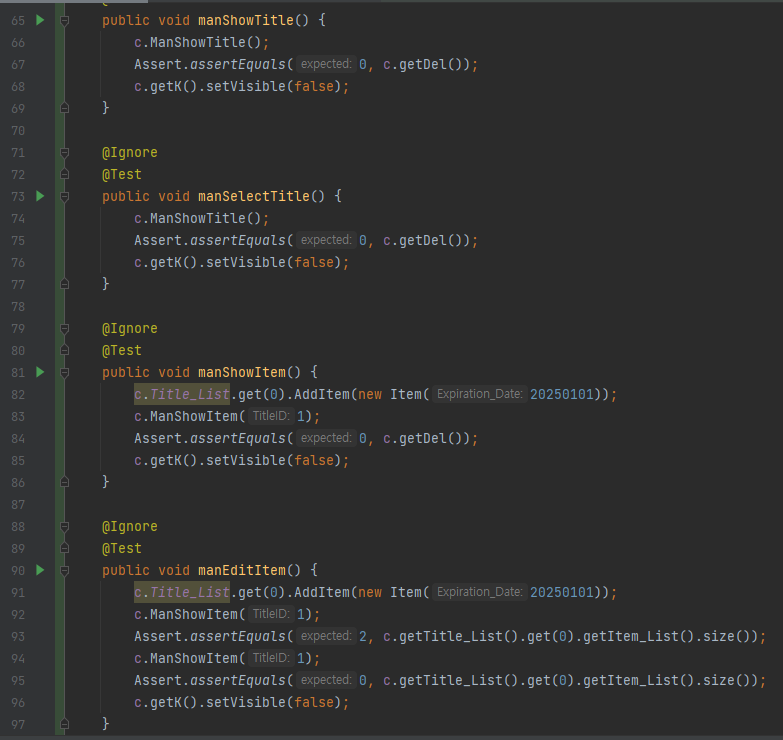 65 public void manShowTitle() {
66 c.ManShowTitle();
67 Assert.assertEquals( expected: 0, c.getDel());
68 c.getK().setVisible(false);
69 }
70
71 @Ignore
72 @Test
73 public void manSelectTitle() {
74 c.ManShowTitle();
75 Assert.assertEquals( expected: 0, c.getDel());
76 c.getK().setVisible(false);
77 }
78
79 @Ignore
80 @Test
81 public void manShowItem() {
82 c.Title_List.get(0).AddItem(new Item( Expiration_Date: 20250101));
83 c.ManShowItem( TitleID: 1);
84 Assert.assertEquals( expected: 0, c.getDel());
85 c.getK().setVisible(false);
86 }
87
88 @Ignore
89 @Test
90 public void manEditItem() {
91 c.Title_List.get(0).AddItem(new Item( Expiration_Date: 20250101));
92 c.ManShowItem( TitleID: 1);
93 Assert.assertEquals( expected: 2, c.getTitle_List().get(0).getItem_List().size());
94 c.ManShowItem( TitleID: 1);
95 Assert.assertEquals( expected: 0, c.getTitle_List().get(0).getItem_List().size());
96 c.getK().setVisible(false);
97 }